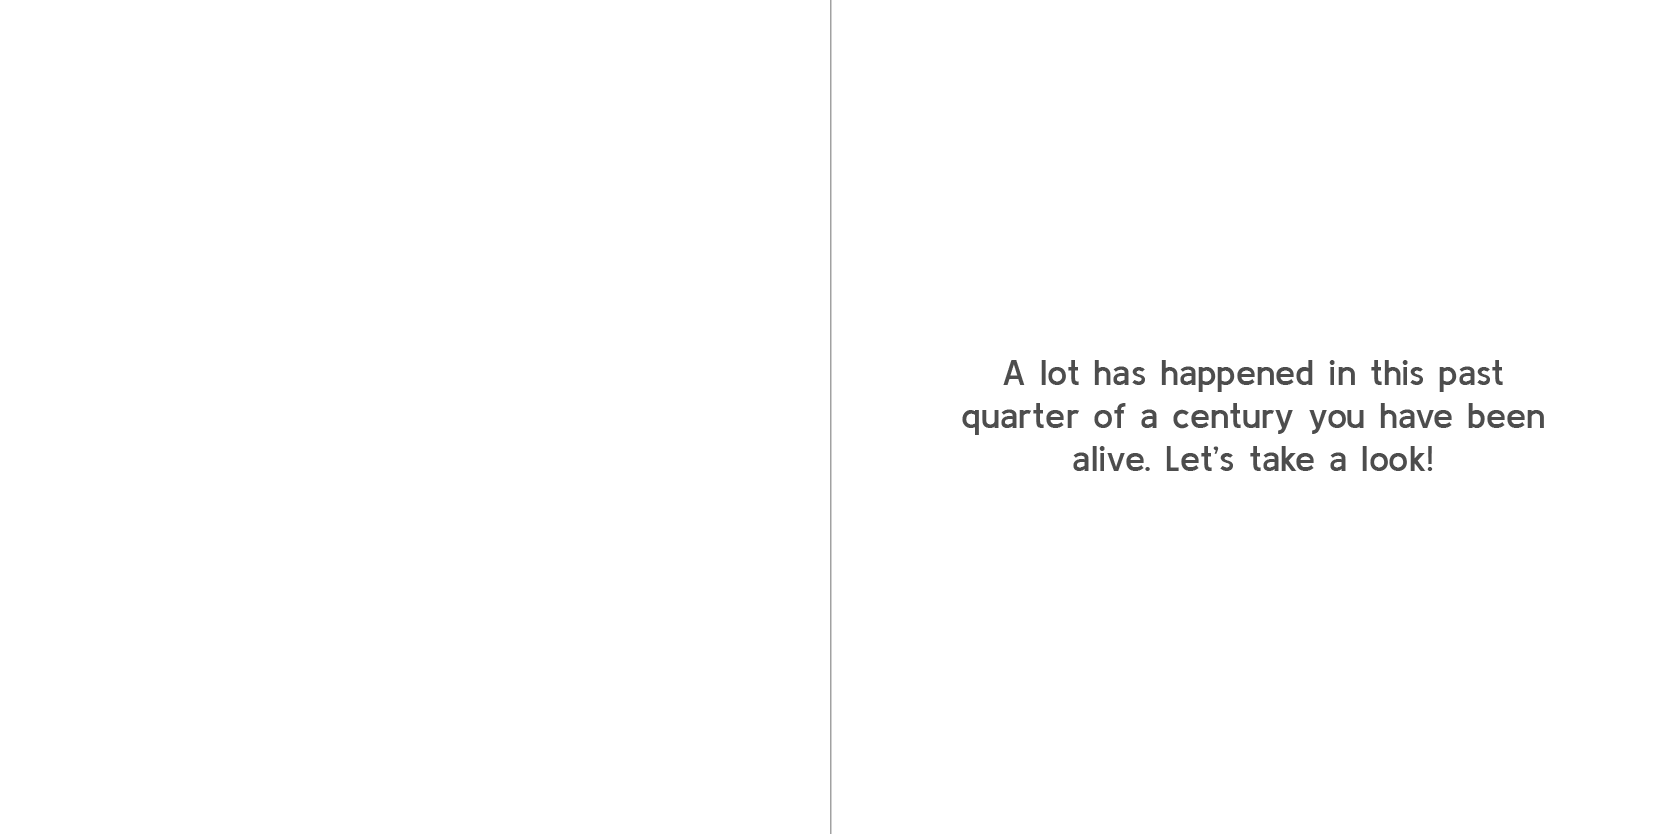 A lot has happened in this past
quarter of a century you have been
alive. Let’s take a look!